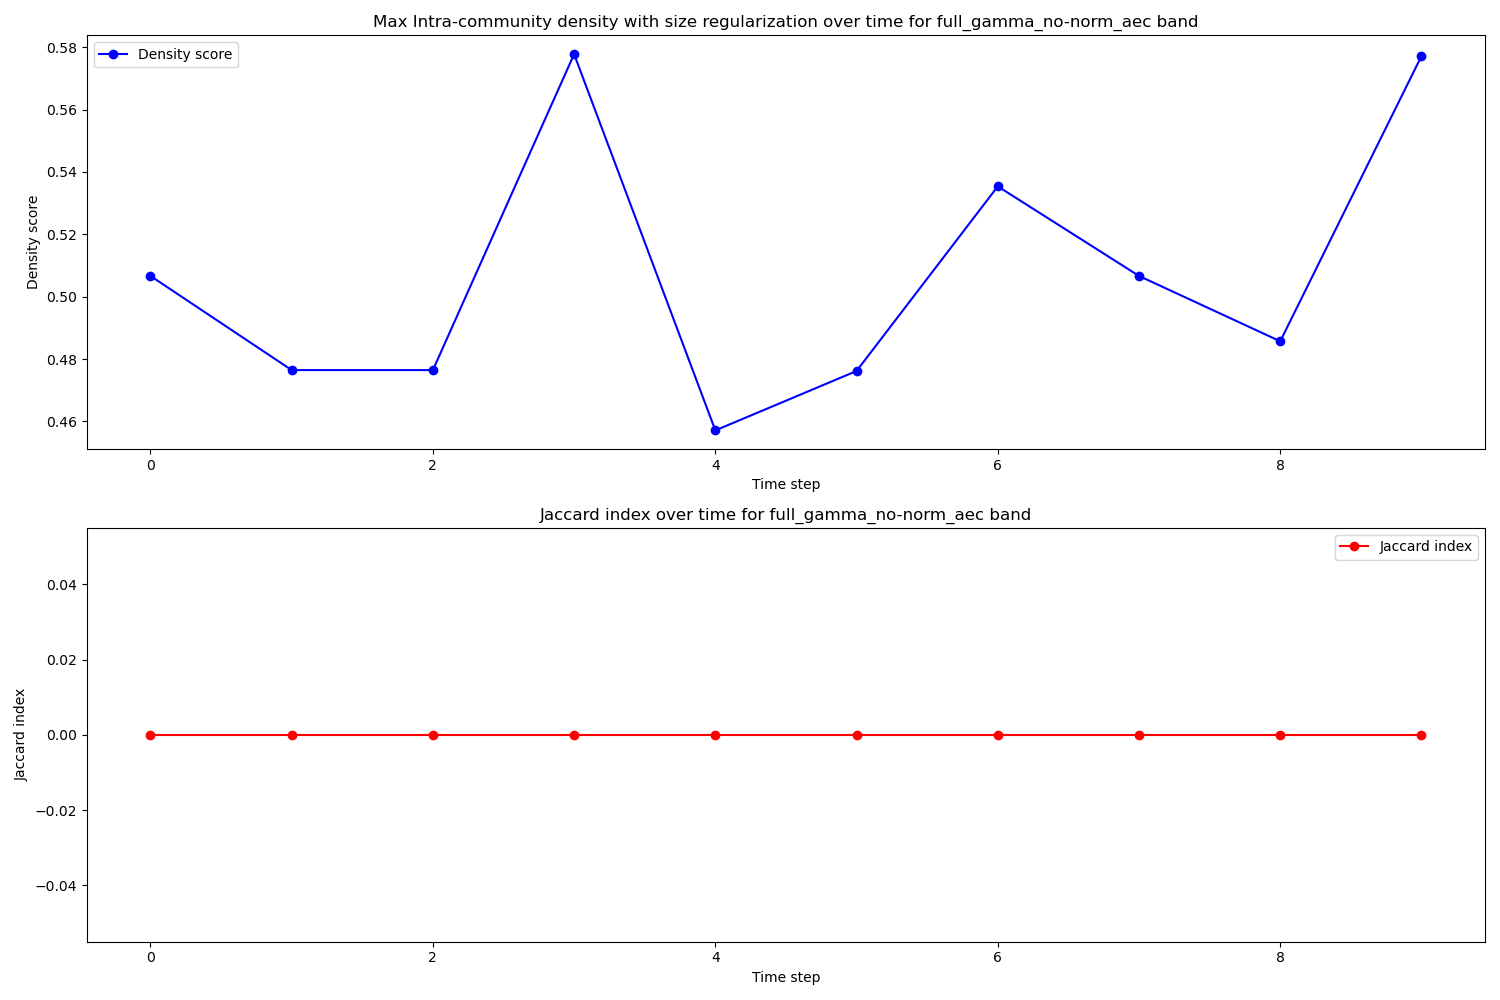 Max Intra-community density with size regularization over time for full_gamma_no-norm_aec band
Density score
0.58
0.56
0.54
0.52
0.50
0.48
0.46
Density score
0 2 4 6 8
Time step
Jaccard index over time for full_gamma_no-norm_aec band
Jaccard index
0.04
0.02
0.00
−0.02
−0.04
Jaccard index
0 2 4 6 8
Time step